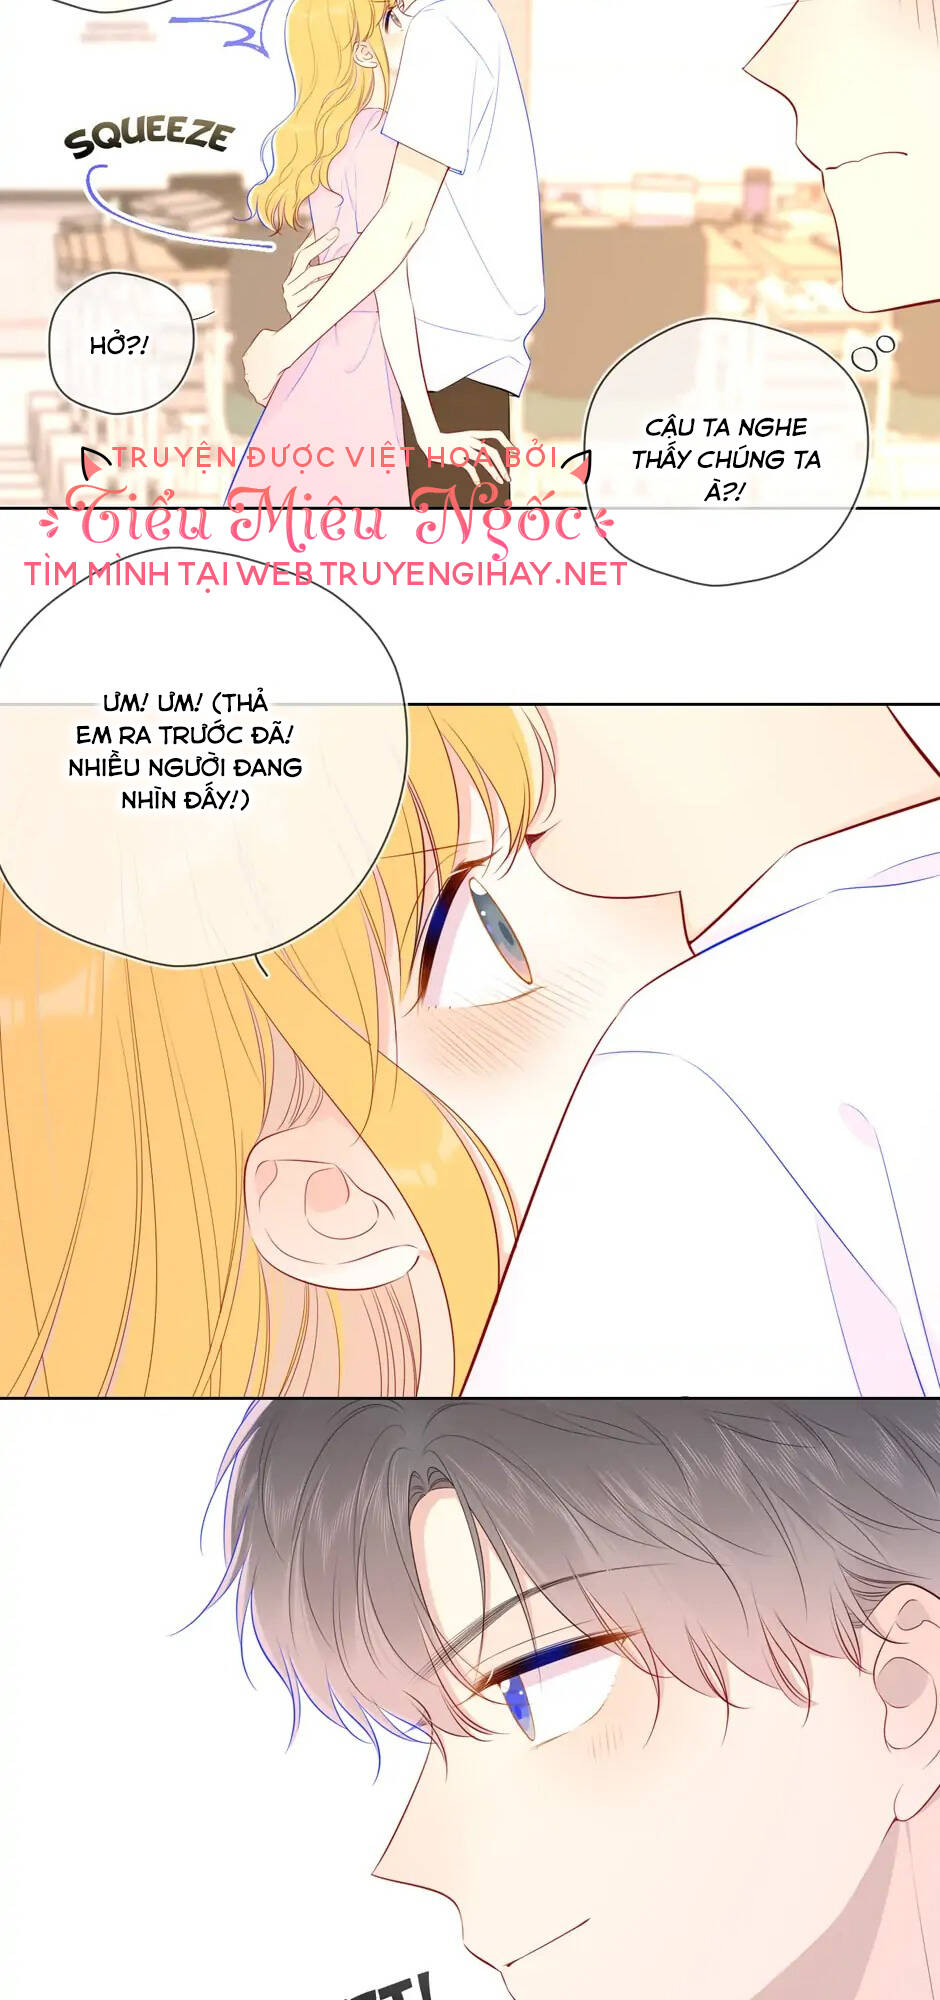 SQUEEZE
HỞ?!
CẬU TA NGHE
THẤY CHÚNG TA
À?!
TRUYỆN ĐƯỢC VIỆT HOA BỞI
Tiểu Miêu Ngốc
TÌM MÌNH TẠI WEB TRUYENGIHAY.NET
ƯM! ƯM! (THẢ
EM RA TRƯỚC ĐÃ!
NHIỀU NGƯỜI ĐANG
NHÌN ĐẤY!)